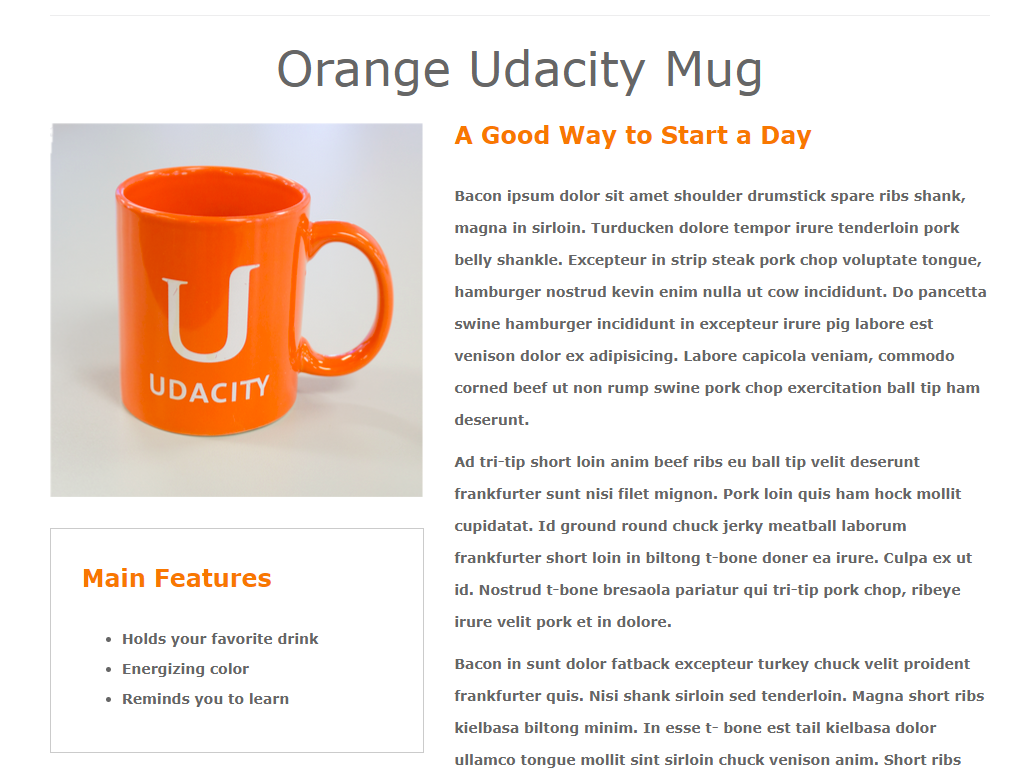 Orange Udacity Mug
U
UDACITY
Main Features
Holds your favorite drink
Energizing color
Reminds you to learn
A Good Way to Start a Day
Bacon ipsum dolor sit amet shoulder drumstick spare ribs shank,
magna in sirloin. Turducken dolore tempor irure tenderloin pork
belly shankle. Excepteur in strip steak pork chop voluptate tongue,
hamburger nostrud kevin enim nulla ut cow incididunt. Do pancetta
swine hamburger incididunt in excepteur irure pig labore est
venison dolor ex adipisicing. Labore capicola veniam, commodo
corned beef ut non rump swine pork chop exercitation ball tip ham
deserunt.
Ad tri-tip short loin anim beef ribs eu ball tip velit deserunt
frankfurter sunt nisi filet mignon. Pork loin quis ham hock mollit
cupidatat. Id ground round chuck jerky meatball laborum
frankfurter short loin in biltong t-bone doner ea irure. Culpa ex ut
id. Nostrud t-bone bresaola pariatur qui tri-tip pork chop, ribeye
irure velit pork et in dolore.
Bacon in sunt dolor fatback excepteur turkey chuck velit proident
frankfurter quis. Nisi shank sirloin sed tenderloin. Magna short ribs
kielbasa biltong minim. In esse t- bone est tail kielbasa dolor
ullamco tongue mollit sint sirloin chuck venison anim. Short ribs